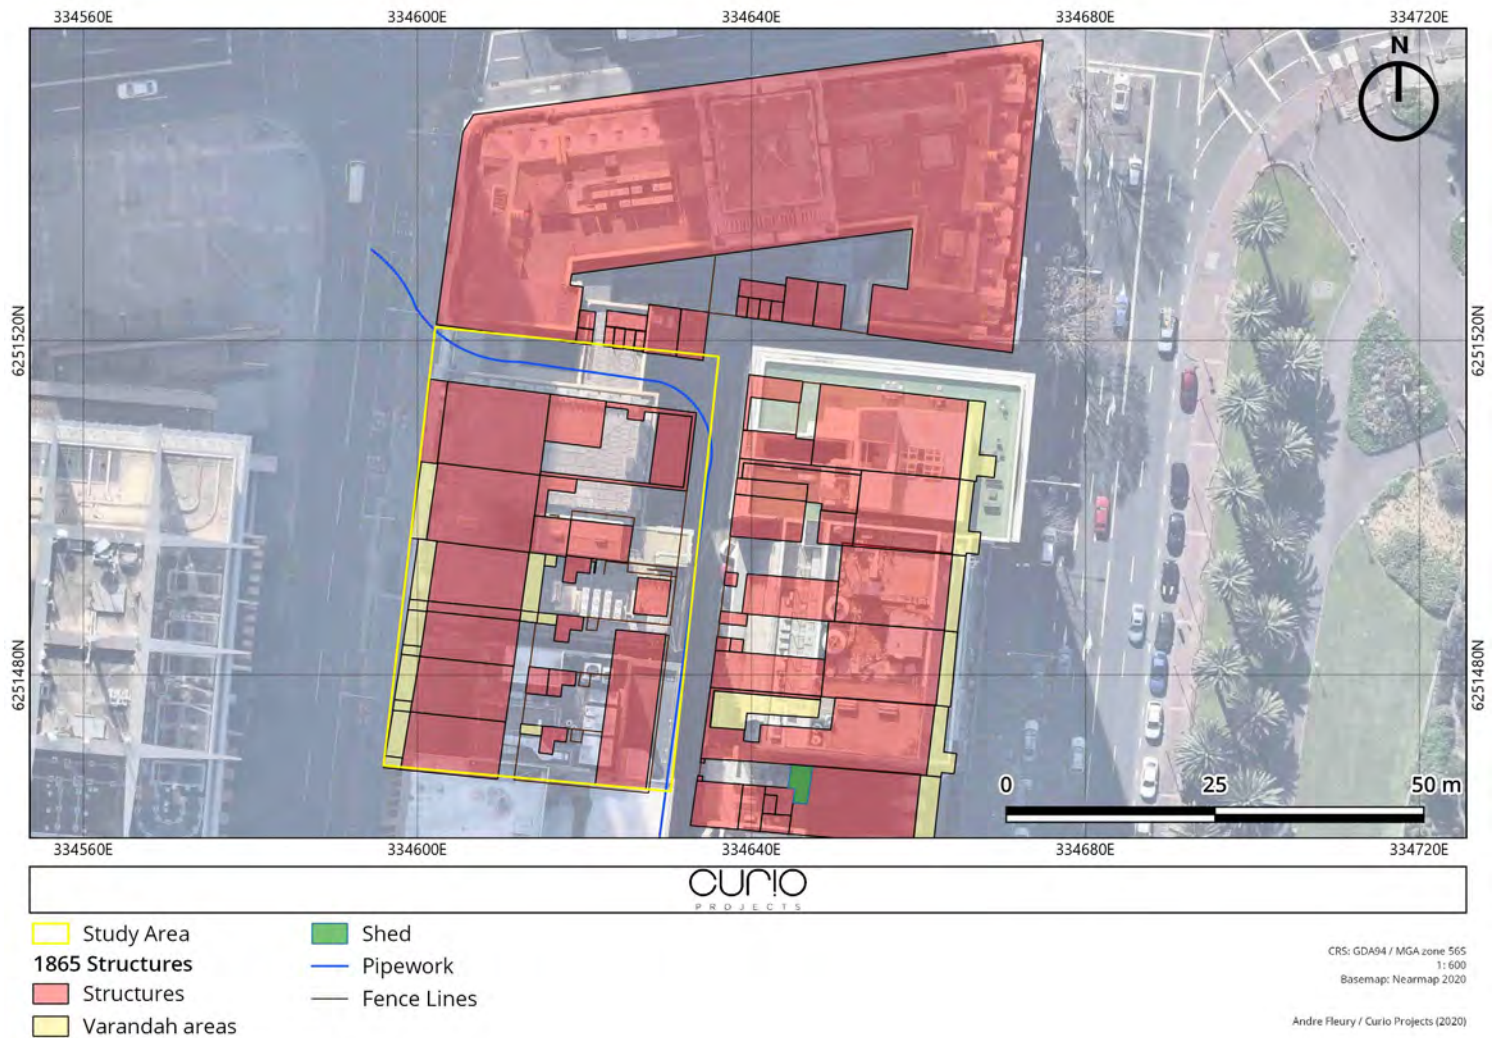 334560E 334600E 334640E 334680E 334720E
N
6251520N 6251520N
6251480N 6251480N
0 25 50 m
334560E 334600E 334640E 334680E 334720E
CURIO
PROJECTS
Study Area
1865 Structures
Structures
Varandah areas
Shed
Pipework
Fence Lines
CRS: GDA94 / MGA zone 56S
1: 600
Basemap: Nearmap 2020
Andre Fleury / Curio Projects (2020)